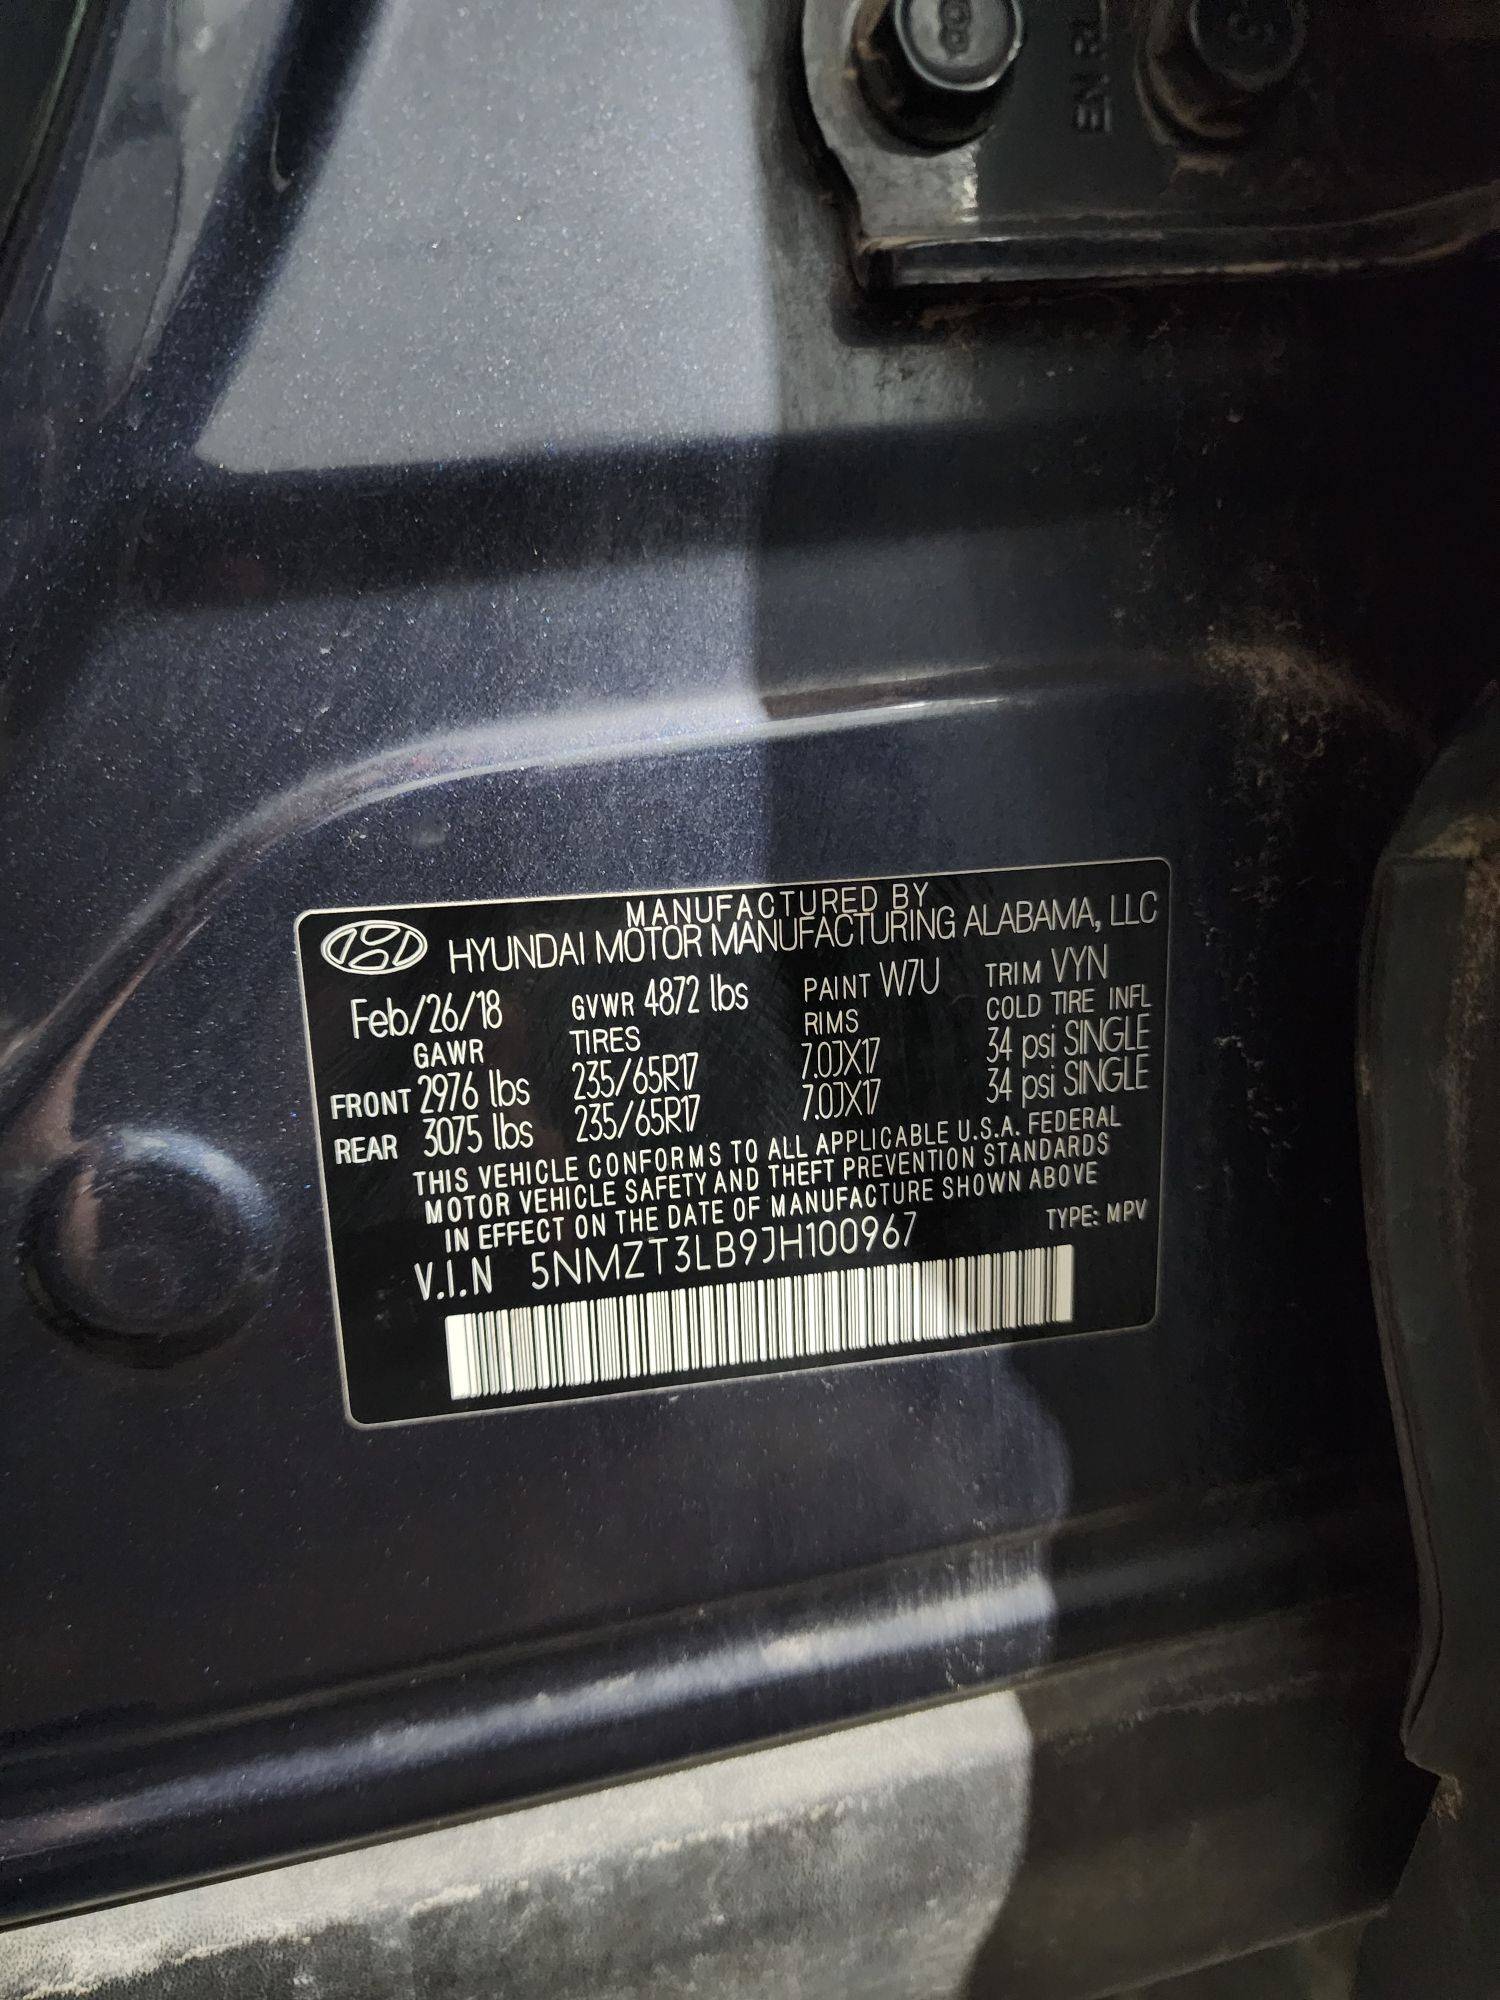 EN RL
MANUFACTURED BY
HYUNDAI MOTOR MANUFACTURING ALABAMA, LLC
Feb/26/18 GVWR 4872 lbs PAINT W7U TRIM VYN
GAWR TIRES RIMS COLD TIRE INFL
FRONT 2976 lbs 235/65R17 7.0JX17 34 psi SINGLE
REAR 3075 lbs 235/65R17 7.0JX17 34 psi SINGLE
THIS VEHICLE CONFORMS TO ALL APPLICABLE U.S.A. FEDERAL
MOTOR VEHICLE SAFETY AND THEFT PREVENTION STANDARDS
IN EFFECT ON THE DATE OF MANUFACTURE SHOWN ABOVE
V.I.N 5NMZT3LB9JH100967 TYPE: MPV